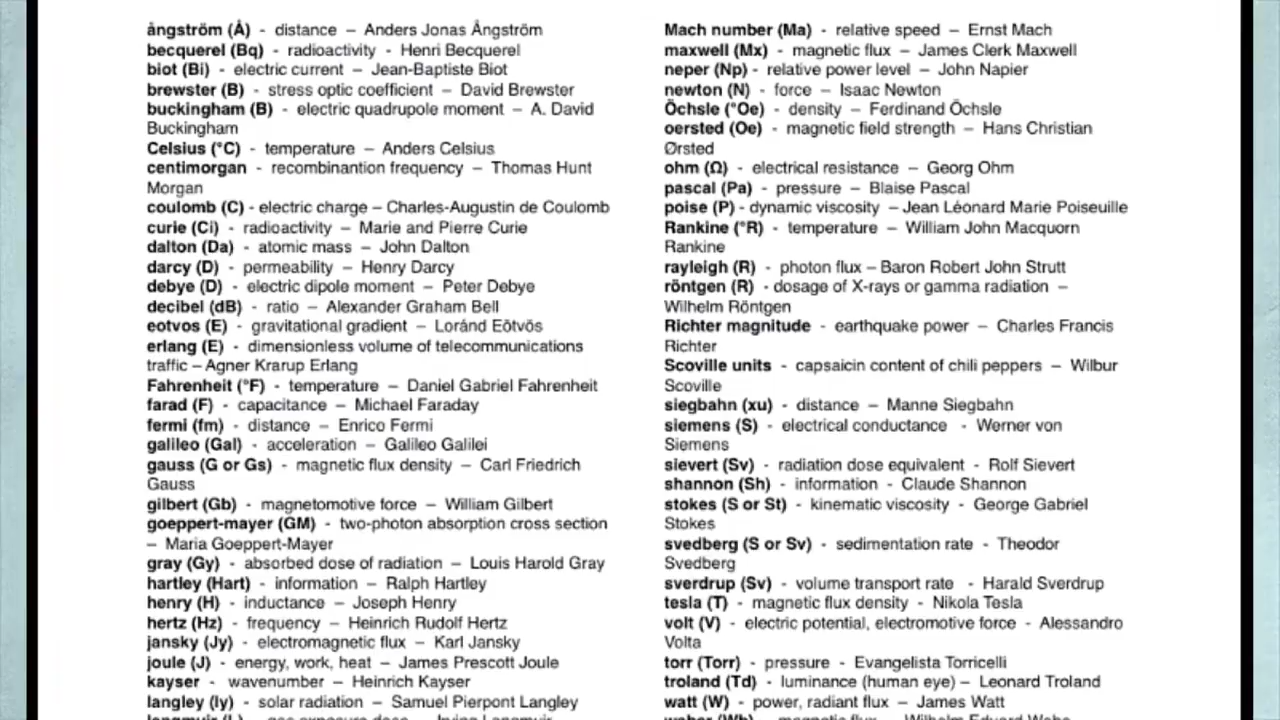 ångström (Å) - distance – Anders Jonas Ångström
becquerel (Bq) - radioactivity - Henri Becquerel
biot (Bi) - electric current – Jean-Baptiste Biot
brewster (B) - stress optic coefficient – David Brewster
buckingham (B) - electric quadrupole moment – A. David
Buckingham
Celsius (°C) - temperature – Anders Celsius
centimorgan - recombinantion frequency – Thomas Hunt
Morgan
coulomb (C) - electric charge – Charles-Augustin de Coulomb
curie (Ci) - radioactivity – Marie and Pierre Curie
dalton (Da) - atomic mass – John Dalton
darcy (D) - permeability – Henry Darcy
debye (D) - electric dipole moment – Peter Debye
decibel (dB) - ratio – Alexander Graham Bell
eotvos (E) - gravitational gradient – Loránd Eötvös
erlang (E) - dimensionless volume of telecommunications
traffic – Agner Krarup Erlang
Fahrenheit (°F) - temperature – Daniel Gabriel Fahrenheit
farad (F) - capacitance – Michael Faraday
fermi (fm) - distance – Enrico Fermi
galileo (Gal) - acceleration – Galileo Galilei
gauss (G or Gs) - magnetic flux density – Carl Friedrich
Gauss
gilbert (Gb) - magnetomotive force – William Gilbert
goeppert-mayer (GM) - two-photon absorption cross section
– Maria Goeppert-Mayer
gray (Gy) - absorbed dose of radiation – Louis Harold Gray
hartley (Hart) - information – Ralph Hartley
henry (H) - inductance – Joseph Henry
hertz (Hz) - frequency – Heinrich Rudolf Hertz
jansky (Jy) - electromagnetic flux – Karl Jansky
joule (J) - energy, work, heat – James Prescott Joule
kayser - wavenumber – Heinrich Kayser
langley (ly) - solar radiation – Samuel Pierpont Langley
Mach number (Ma) - relative speed – Ernst Mach
maxwell (Mx) - magnetic flux – James Clerk Maxwell
neper (Np) - relative power level – John Napier
newton (N) - force – Isaac Newton
Öchsle (°Oe) - density – Ferdinand Öchsle
oersted (Oe) - magnetic field strength – Hans Christian
Ørsted
ohm (Ω) - electrical resistance – Georg Ohm
pascal (Pa) - pressure – Blaise Pascal
poise (P) - dynamic viscosity – Jean Léonard Marie Poiseuille
Rankine (°R) - temperature – William John Macquorn
Rankine
rayleigh (R) - photon flux – Baron Robert John Strutt
röntgen (R) - dosage of X-rays or gamma radiation –
Wilhelm Röntgen
Richter magnitude - earthquake power – Charles Francis
Richter
Scoville units - capsaicin content of chili peppers – Wilbur
Scoville
siegbahn (xu) - distance – Manne Siegbahn
siemens (S) - electrical conductance - Werner von
Siemens
sievert (Sv) - radiation dose equivalent - Rolf Sievert
shannon (Sh) - information - Claude Shannon
stokes (S or St) - kinematic viscosity - George Gabriel
Stokes
svedberg (S or Sv) - sedimentation rate - Theodor
Svedberg
sverdrup (Sv) - volume transport rate - Harald Sverdrup
tesla (T) - magnetic flux density - Nikola Tesla
volt (V) - electric potential, electromotive force - Alessandro
Volta
torr (Torr) - pressure - Evangelista Torricelli
troland (Td) - luminance (human eye) – Leonard Troland
watt (W) - power, radiant flux – James Watt